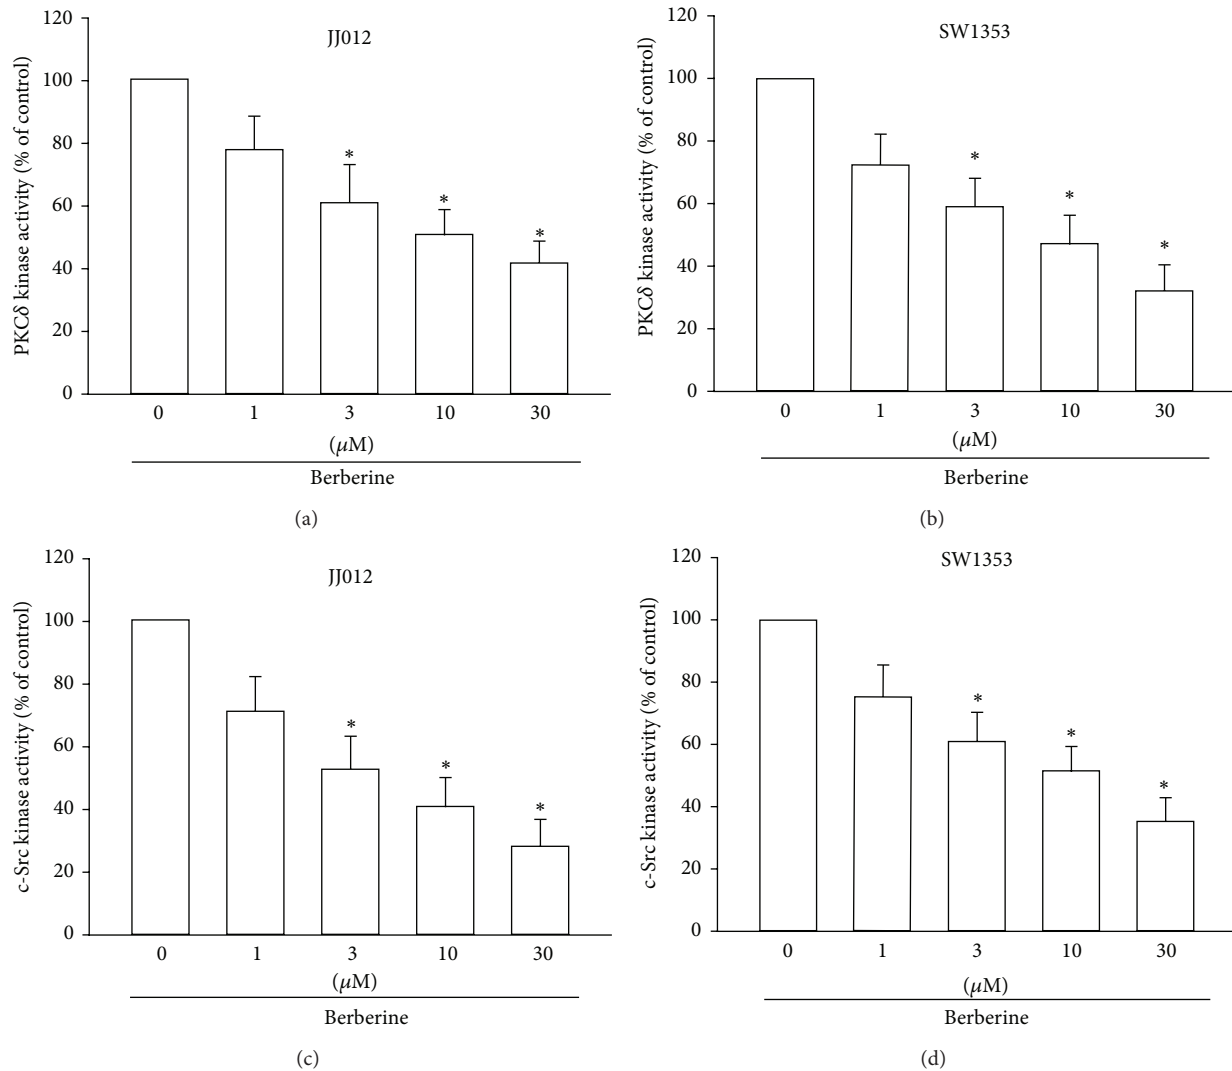 JJ012
PKCδ kinase activity (% of control)
120
100
80
60
40
20
0
* * *
0 1 3 10 30
(μM)
Berberine
(a)
SW1353
PKCδ kinase activity (% of control)
120
100
80
60
40
20
0
* * *
0 1 3 10 30
(μM)
Berberine
(b)
JJ012
c-Src kinase activity (% of control)
120
100
80
60
40
20
0
* * *
0 1 3 10 30
(μM)
Berberine
(c)
SW1353
c-Src kinase activity (% of control)
120
100
80
60
40
20
0
* * *
0 1 3 10 30
(μM)
Berberine
(d)